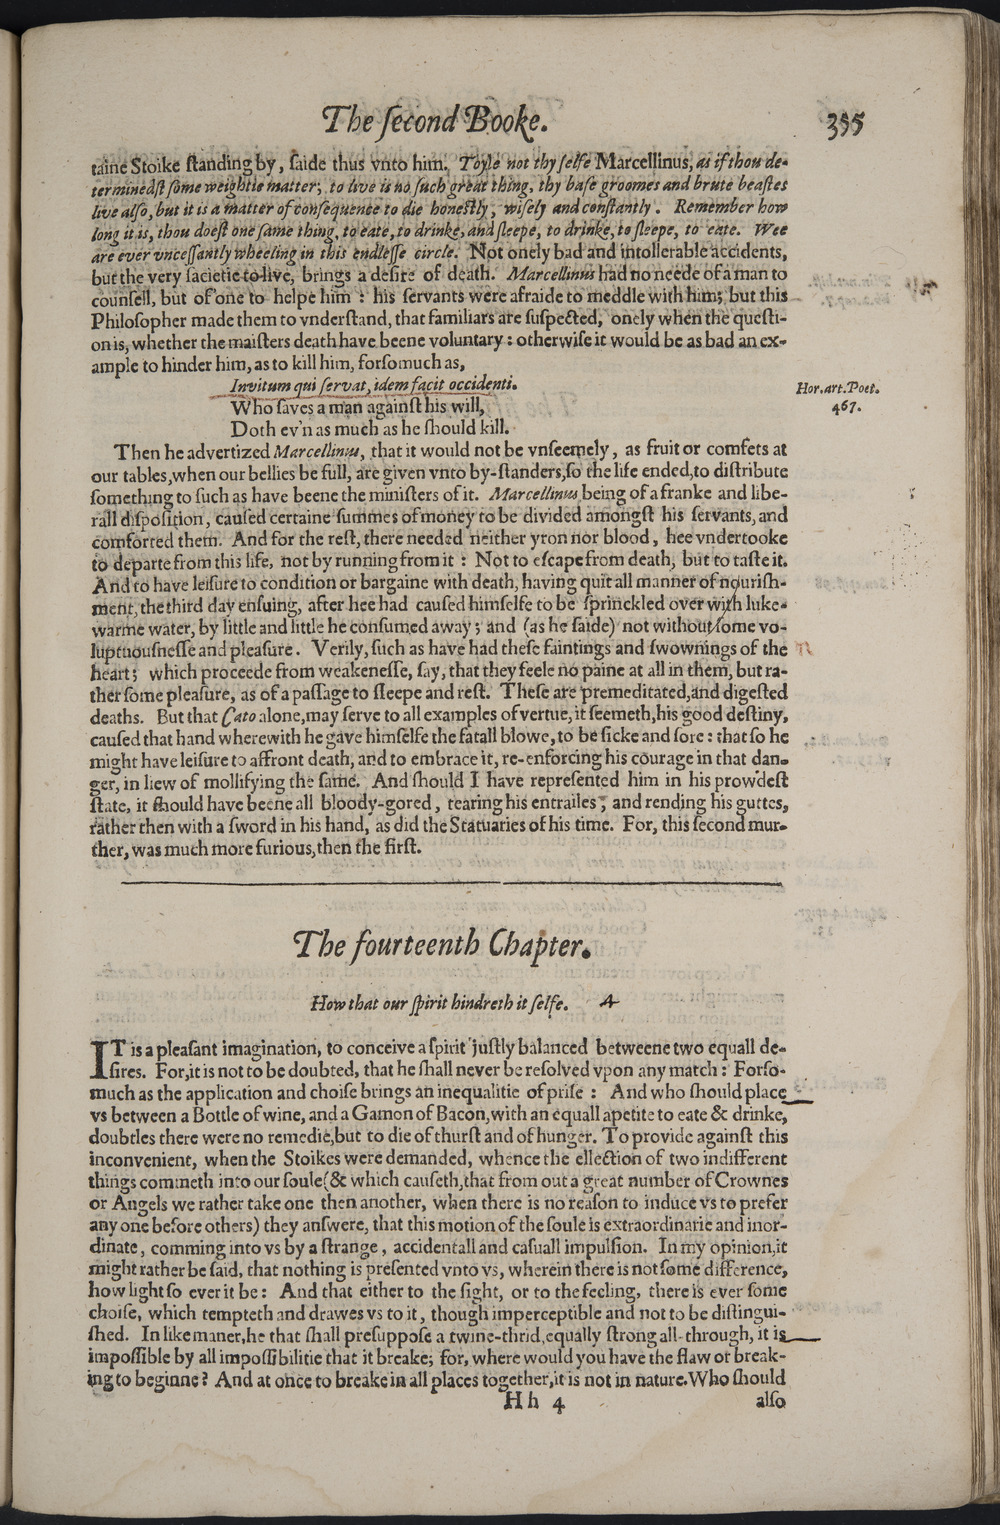 The ſecond Booke. 355
taine Stoike ſtanding by, ſaide thus vnto him. Toyle not thy ſelfe Marcellinus, as if thou de-
terminedſt ſome weightie matter; to live is no ſuch great thing, thy baſe groomes and brute beaſtes
live alſo, but it is a matter of conſequence to die honeſtly, wiſely and conſtantly. Remember how
long it is, thou doeſt one ſame thing, to eate, to drinke, and ſleepe, to drinke, to ſleepe, to eate. Wee
are ever vnceſſantly wheeling in this endleſſe circle. Not onely bad and intollerable accidents,
but the very ſacietie to live, brings a deſire of death. Marcellinus had no neede of a man to
counſell, but of one to helpe him : his ſervants were afraide to meddle with him; but this
Philoſopher made them to vnderſtand, that familiars are ſuſpected, onely when the queſti-
on is, whether the maiſters death have beene voluntary : otherwiſe it would be as bad an ex-
ample to hinder him, as to kill him, forſomuch as,
Invitum qui ſervat, idem facit occidenti.
Hor. art. Poet.
467.
Who ſaves a man againſt his will,
Doth ev'n as much as he ſhould kill.
Then he advertized Marcellinus, that it would not be vnſeemely, as fruit or comfets at
our tables, when our bellies be full, are given vnto by-ſtanders, ſo the life ended, to diſtribute
ſomething to ſuch as have beene the miniſters of it. Marcellinus being of a franke and libe-
rall diſpoſition, cauſed certaine ſummes of money to be divided amongſt his ſervants, and
comforted them. And for the reſt, there needed neither yron nor blood, hee vndertooke
to departe from this life, not by running from it : Not to eſcape from death, but to taſte it.
And to have leiſure to condition or bargaine with death, having quit all manner of nouriſh-
ment, the third day enſuing, after hee had cauſed himſelfe to be ſprinckled over with luke-
warme water, by little and little he conſumed away; and (as he ſaide) not without ſome vo-
luptuouſneſſe and pleaſure. Verily, ſuch as have had theſe faintings and ſwownings of the
heart; which proceede from weakeneſſe, ſay, that they feele no paine at all in them, but ra-
ther ſome pleaſure, as of a paſſage to ſleepe and reſt. Theſe are premeditated, and digeſted
deaths. But that Cato alone, may ſerve to all examples of vertue, it ſeemeth, his good deſtiny,
cauſed that hand wherewith he gave himſelfe the fatall blowe, to be ſicke and ſore : that ſo he
might have leiſure to affront death, and to embrace it, re-enforcing his courage in that dan-
ger, in liew of mollifying the ſame. And ſhould I have repreſented him in his prowdeſt
ſtate, it ſhould have beene all bloody-gored, tearing his entrailes, and rending his guttes,
rather then with a ſword in his hand, as did the Statuaries of his time. For, this ſecond mur-
ther, was much more furious, then the firſt.
The fourteenth Chapter.
How that our ſpirit hindreth it ſelfe.
IT is a pleaſant imagination, to conceive a ſpirit juſtly balanced betweene two equall de-
ſires. For, it is not to be doubted, that he ſhall never be reſolved vpon any match : Forſo-
much as the application and choiſe brings an inequalitie of priſe : And who ſhould place
vs between a Bottle of wine, and a Gamon of Bacon, with an equall apetite to eate & drinke,
doubtles there were no remedie, but to die of thurſt and of hunger. To provide againſt this
inconvenient, when the Stoikes were demanded, whence the ellection of two indifferent
things commeth into our ſoule (& which cauſeth, that from out a great number of Crownes
or Angels we rather take one then another, when there is no reaſon to induce vs to prefer
any one before others) they anſwere, that this motion of the ſoule is extraordinarie and inor-
dinate, comming into vs by a ſtrange, accidentall and caſuall impulſion. In my opinion, it
might rather be ſaid, that nothing is preſented vnto vs, wherein there is not ſome difference,
how light ſo ever it be : And that either to the ſight, or to the feeling, there is ever ſome
choiſe, which tempteth and drawes vs to it, though imperceptible and not to be diſtingui-
ſhed. In like maner, he that ſhall preſuppoſe a twine-thrid, equally ſtrong all-through, it is
impoſſible by all impoſſibilitie that it breake; for, where would you have the flaw or break-
ing to beginne? And at once to breake in all places together, it is not in nature. Who ſhould
Hh 4 alſo